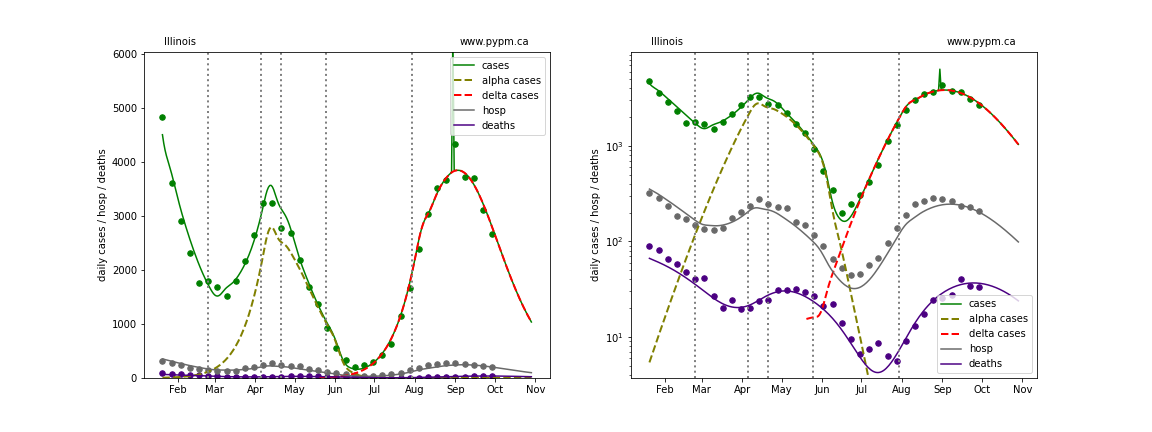 Illinois www.pypm.ca
6000
5000
4000
3000
2000
1000
0
daily cases / hosp / deaths
cases
alpha cases
delta cases
hosp
deaths
Feb Mar Apr May Jun Jul Aug Sep Oct Nov
Illinois www.pypm.ca
10³
10²
10¹
daily cases / hosp / deaths
cases
alpha cases
delta cases
hosp
deaths
Feb Mar Apr May Jun Jul Aug Sep Oct Nov